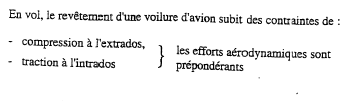 En vol, le revêtement d'une voilure d'avion subit des contraintes de :
- compression à l'extrados,
- traction à l'intrados
} les efforts aérodynamiques sont
prépondérants